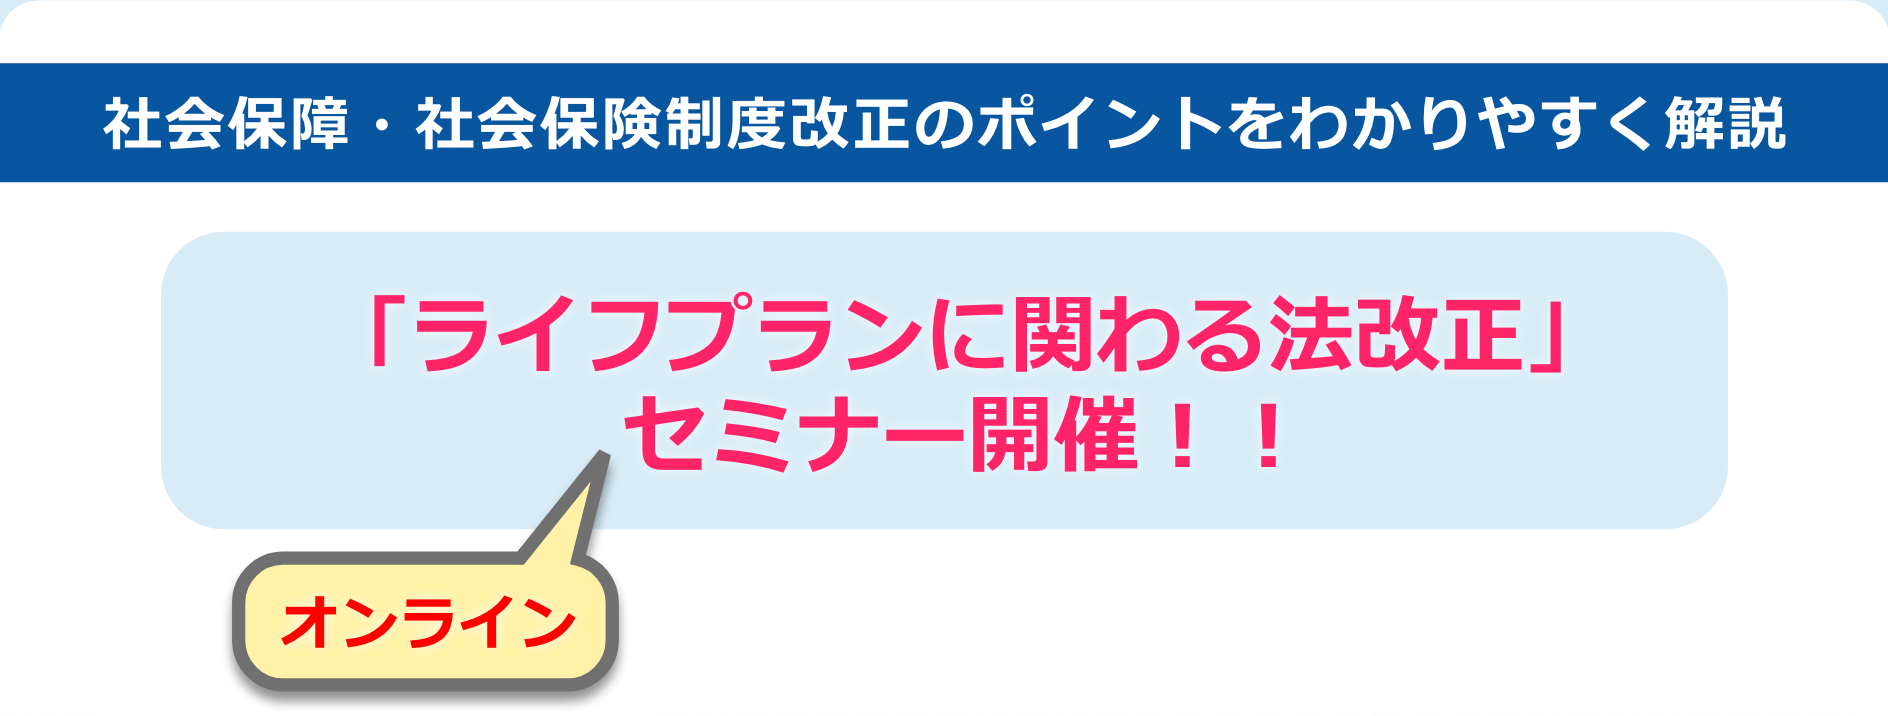 社会保障・社会保険制度改正のポイントをわかりやすく解説
「ライフプランに関わる法改正」
セミナー開催！！
オンライン